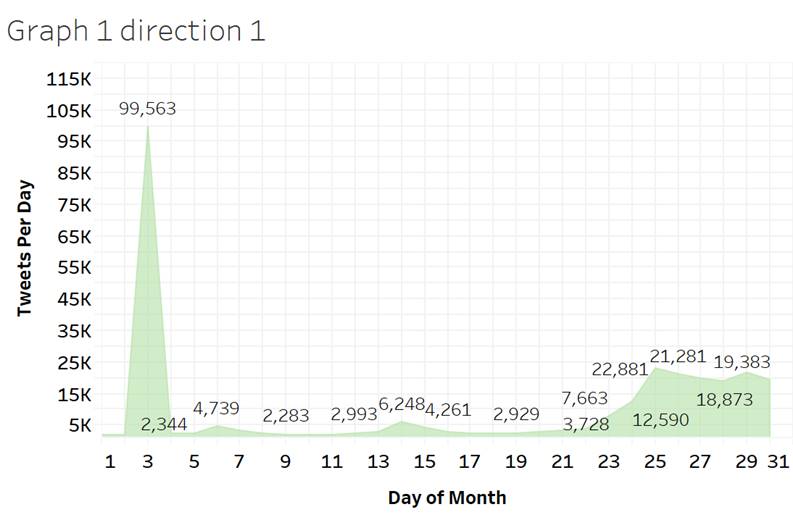 Graph 1 direction 1
115K
105K
95K
85K
75K
65K
55K
45K
35K
25K
15K
5K
Tweets Per Day
99,563
2,344
4,739
2,283
2,993
6,248
4,261
2,929
3,728
7,663
12,590
22,881
21,281
18,873
19,383
1 3 5 7 9 11 13 15 17 19 21 23 25 27 29 31
Day of Month